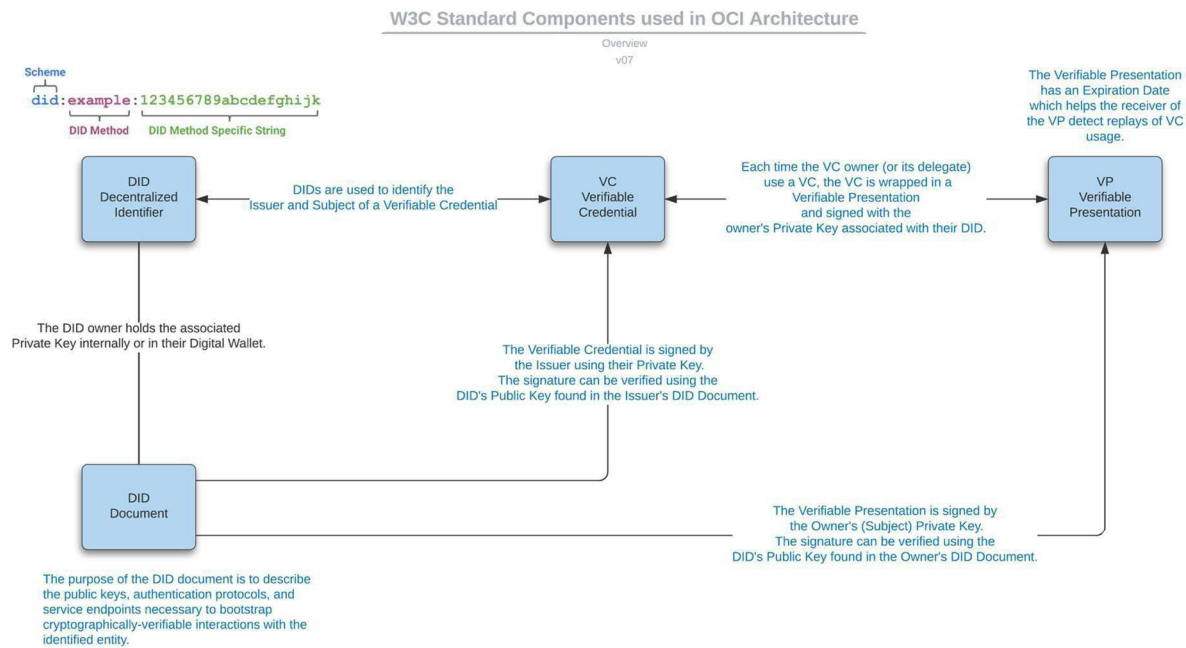 W3C Standard Components used in OCI Architecture
Overview
v07
Scheme
did:example:123456789abcdefghijk
DID Method
DID Method Specific String
The Verifiable Presentation
has an Expiration Date
which helps the receiver of
the VP detect replays of VC
usage.
DID
Decentralized
Identifier
DIDs are used to identify the
Issuer and Subject of a Verifiable Credential
VC
Verifiable
Credential
Each time the VC owner (or its delegate)
use a VC, the VC is wrapped in a
Verifiable Presentation
and signed with the
owner's Private Key associated with their DID.
VP
Verifiable
Presentation
The DID owner holds the associated
Private Key internally or in their Digital Wallet.
The Verifiable Credential is signed by
the Issuer using their Private Key.
The signature can be verified using the
DID's Public Key found in the Issuer's DID Document.
DID
Document
The Verifiable Presentation is signed by
the Owner's (Subject) Private Key.
The signature can be verified using the
DID's Public Key found in the Owner's DID Document.
The purpose of the DID document is to describe
the public keys, authentication protocols, and
service endpoints necessary to bootstrap
cryptographically-verifiable interactions with the
identified entity.